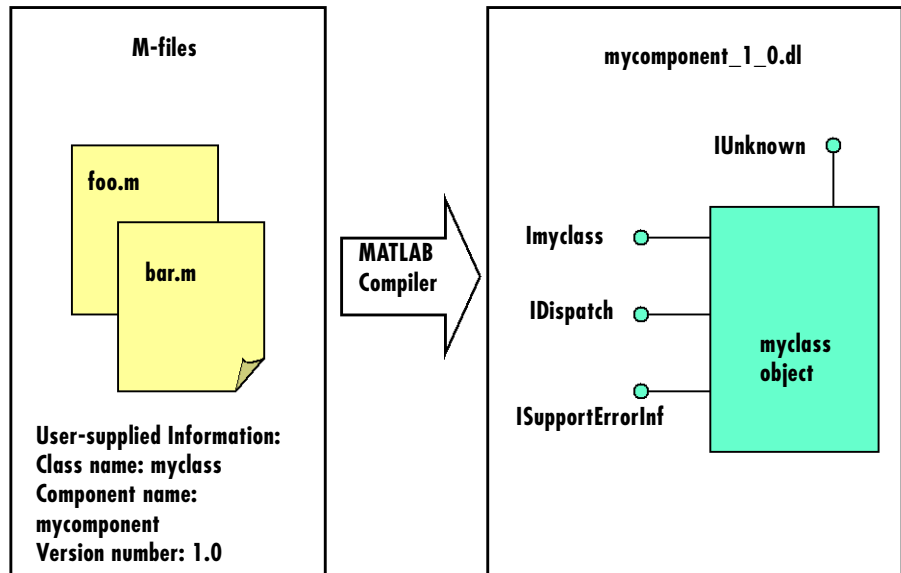 M-files
foo.m
bar.m
User-supplied Information:
Class name: myclass
Component name:
mycomponent
Version number: 1.0
MATLAB
Compiler
mycomponent_1_0.dl
IUnknown
Imyclass
IDispatch
ISupportErrorInf
myclass
object